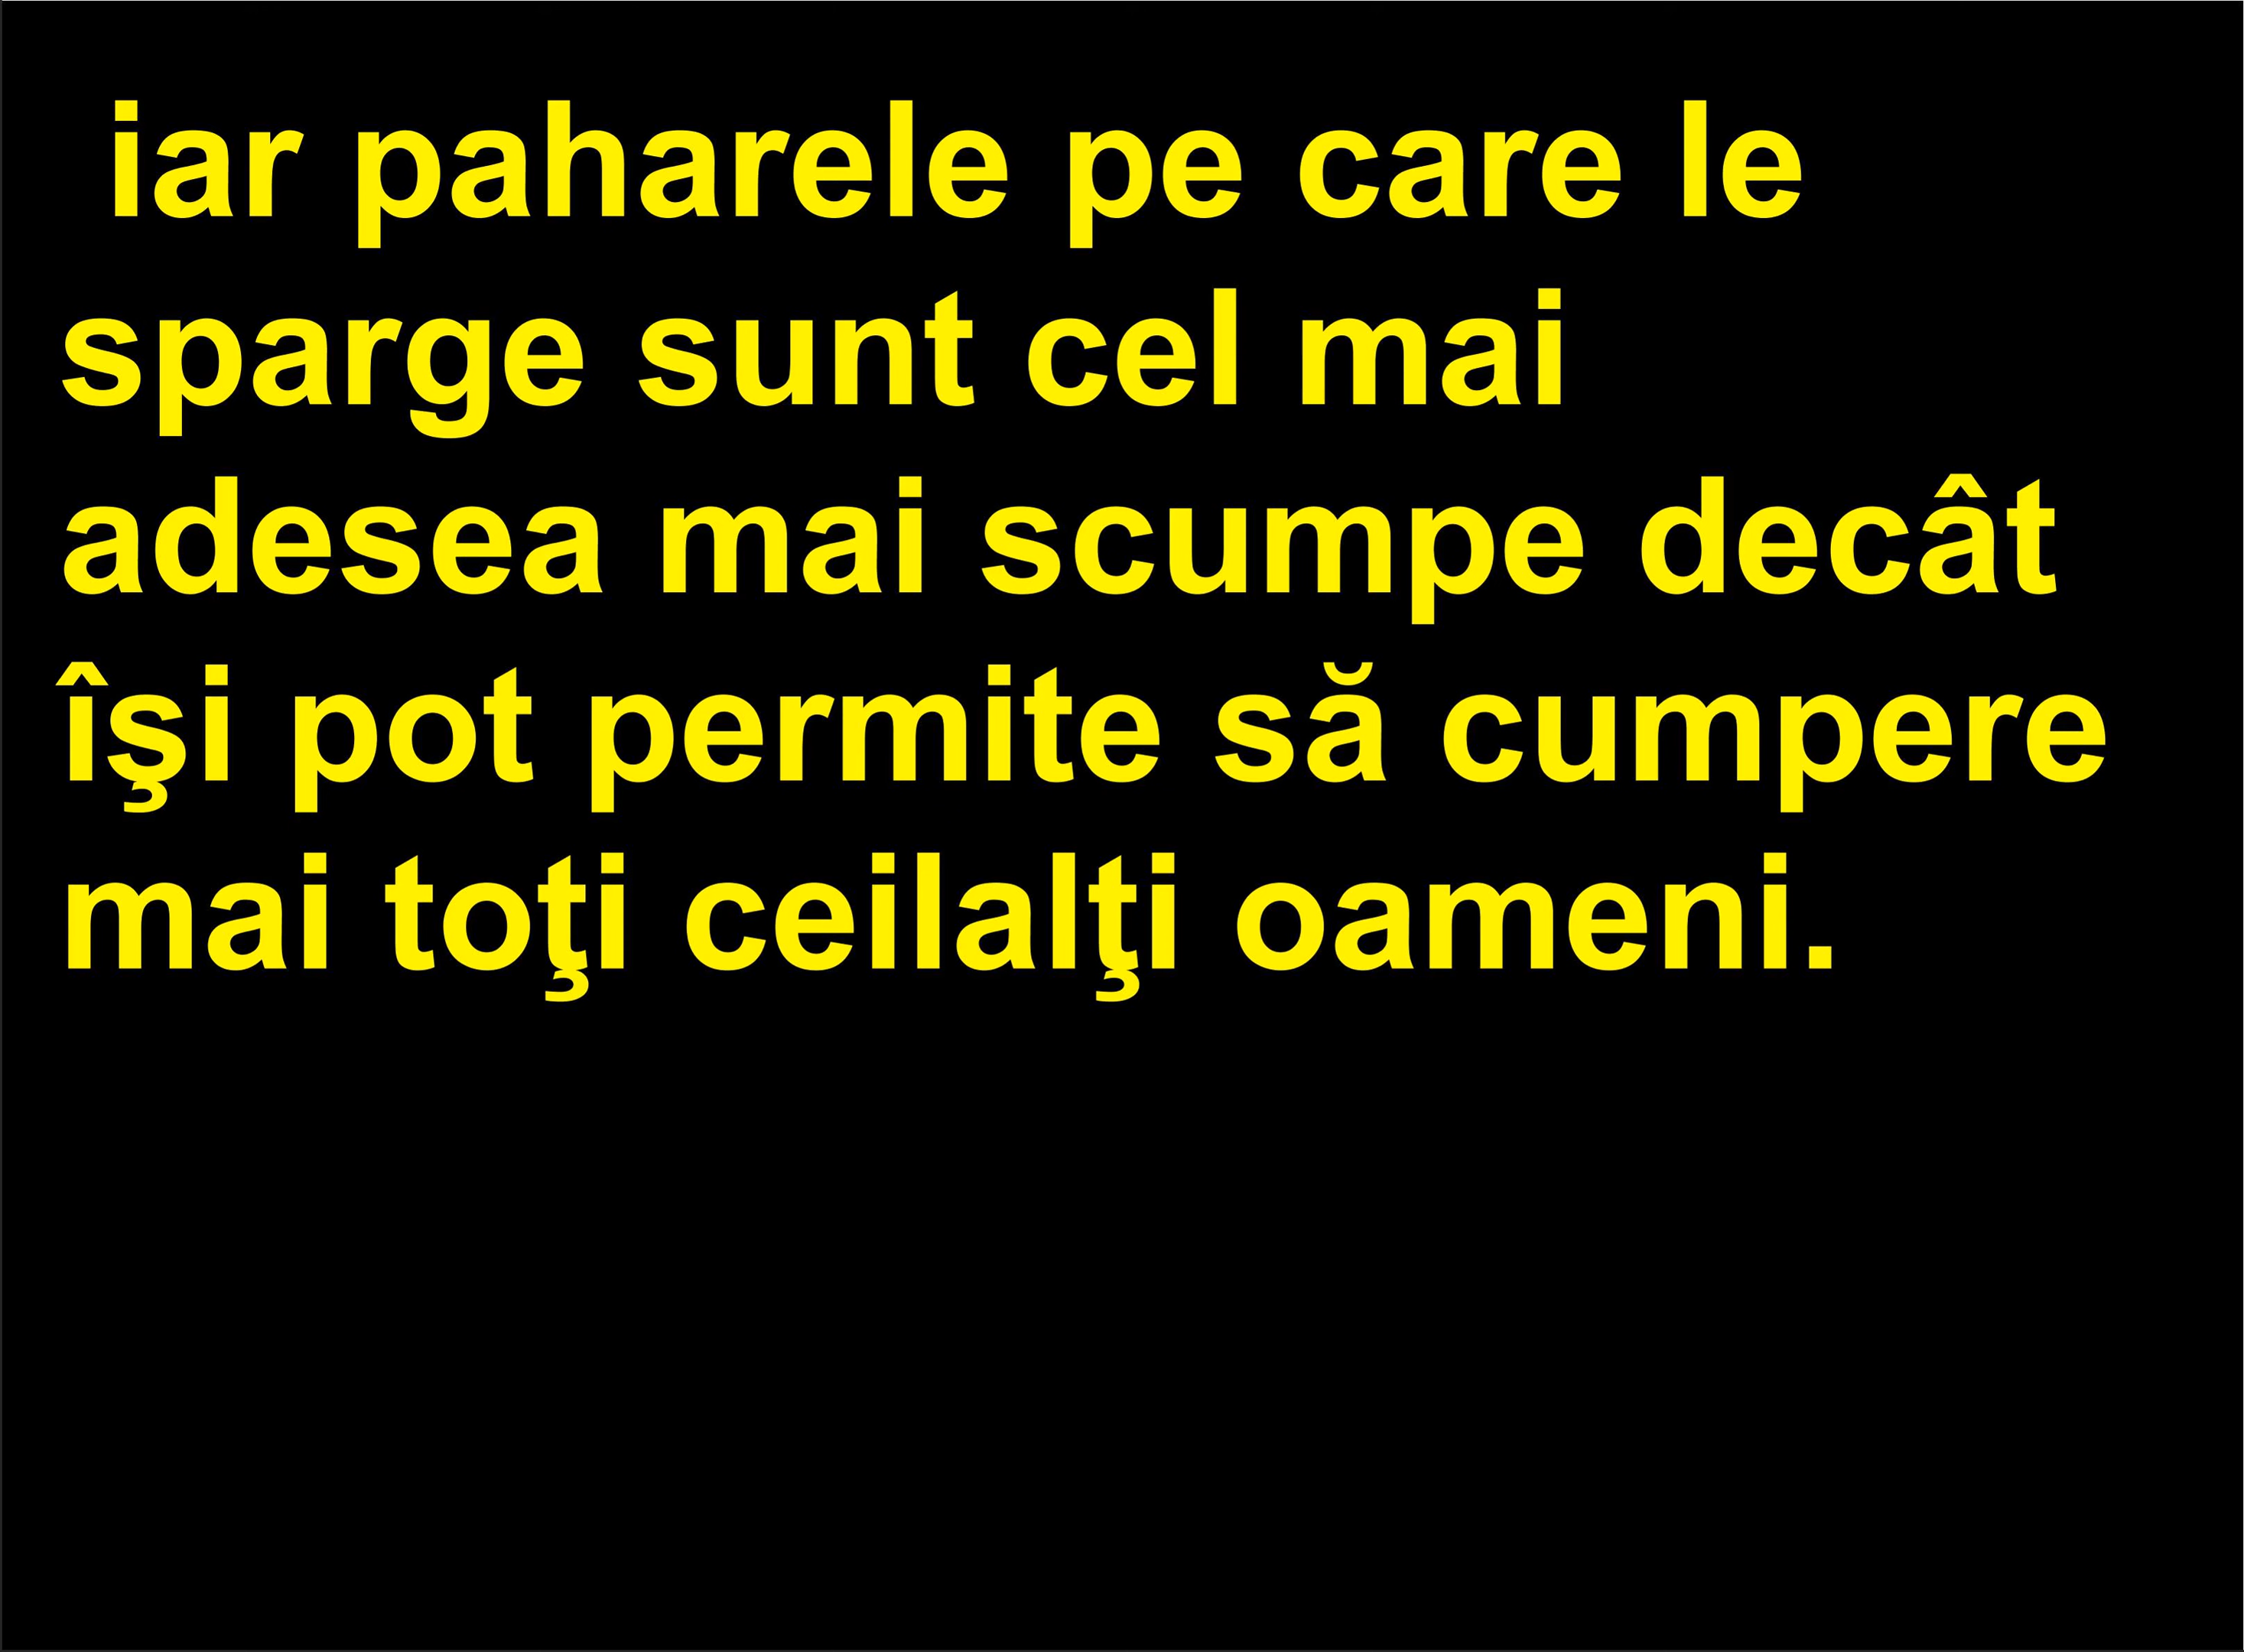 iar paharele pe care le
sparge sunt cel mai
adesea mai scumpe decât
îşi pot permite să cumpere
mai toţi ceilalţi oameni.